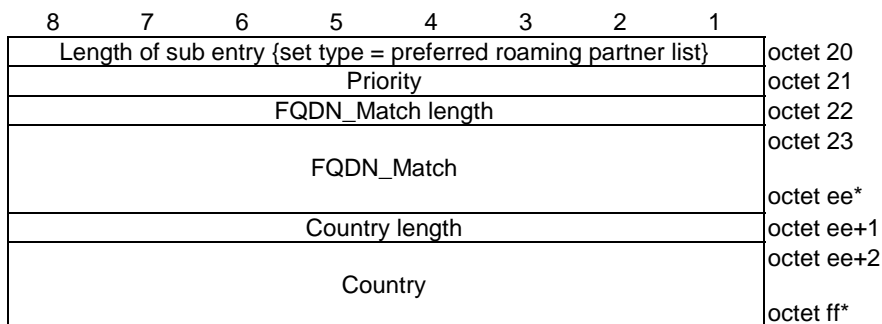 8 7 6 5 4 3 2 1
Length of sub entry {set type = preferred roaming partner list} octet 20
Priority octet 21
FQDN_Match length octet 22
octet 23
FQDN_Match
octet ee*
Country length octet ee+1
octet ee+2
Country
octet ff*